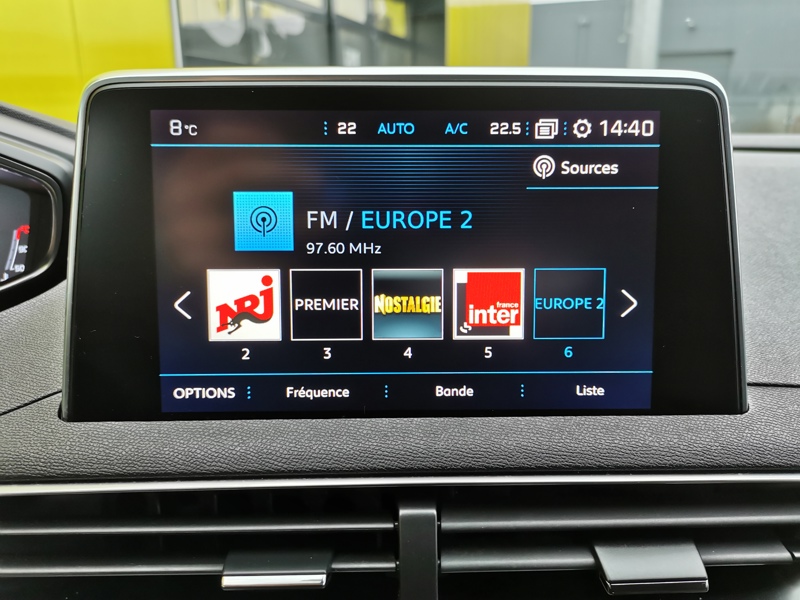 8°C 22 AUTO A/C 22.5 14:40
Sources
FM / EUROPE 2
97.60 MHz
NRJ PREMIER NOSTALGIE france inter EUROPE 2
2 3 4 5 6
OPTIONS Fréquence Bande Liste